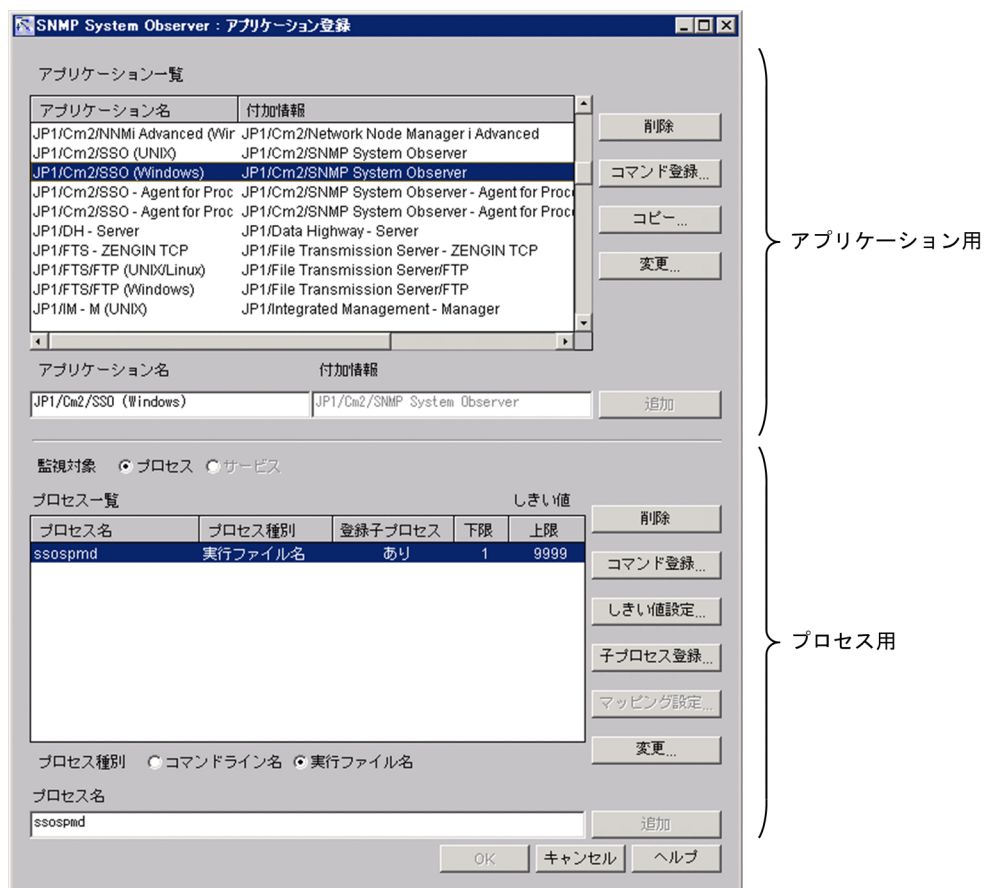 SNMP System Observer : アプリケーション登録
アプリケーション一覧
アプリケーション名 付加情報
JP1/Cm2/NNMi Advanced (Wir JP1/Cm2/Network Node Manager i Advanced
JP1/Cm2/SSO (UNIX) JP1/Cm2/SNMP System Observer
JP1/Cm2/SSO (Windows) JP1/Cm2/SNMP System Observer
JP1/Cm2/SSO - Agent for Proc JP1/Cm2/SNMP System Observer - Agent for Proc
JP1/Cm2/SSO - Agent for Proc JP1/Cm2/SNMP System Observer - Agent for Proc
JP1/DH - Server JP1/Data Highway - Server
JP1/FTS - ZENGIN TCP JP1/File Transmission Server - ZENGIN TCP
JP1/FTS/FTP (UNIX/Linux) JP1/File Transmission Server/FTP
JP1/FTS/FTP (Windows) JP1/File Transmission Server/FTP
JP1/IM - M (UNIX) JP1/Integrated Management - Manager
削除
コマンド登録...
コピー...
変更...
アプリケーション用
アプリケーション名 付加情報
JP1/Cm2/SSO (Windows) JP1/Cm2/SNMP System Observer 追加
監視対象 プロセス サービス
プロセス一覧 しきい値
プロセス名 プロセス種別 登録子プロセス 下限 上限
ssospmd 実行ファイル名 あり 1 9999
削除
コマンド登録...
しきい値設定...
子プロセス登録...
マッピング設定...
変更...
プロセス用
プロセス種別 コマンドライン名 実行ファイル名
プロセス名
ssospmd 追加
OK キャンセル ヘルプ